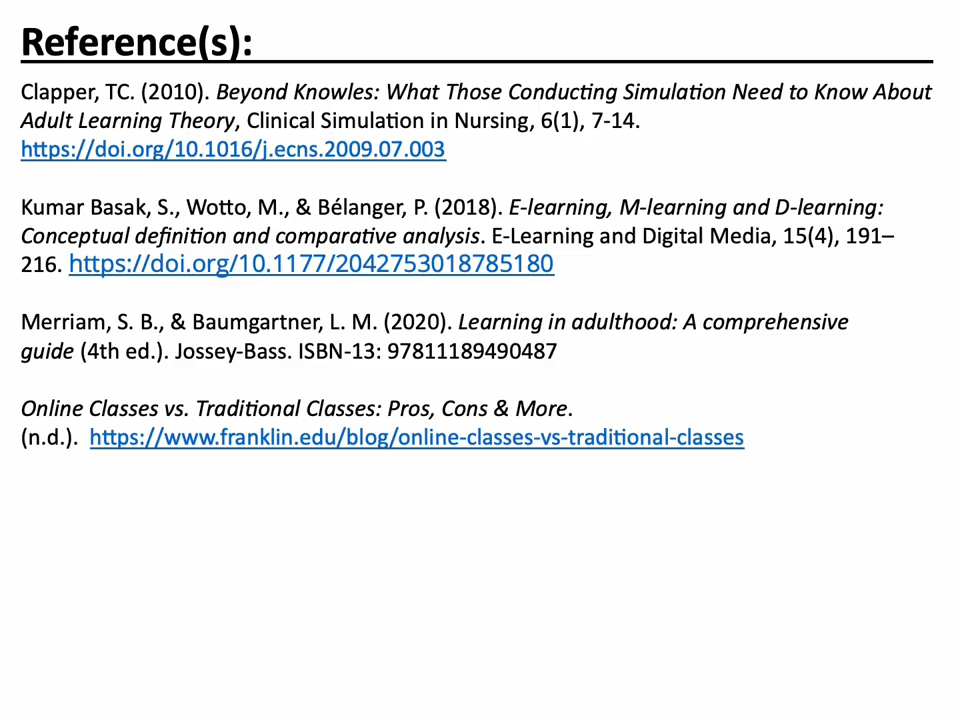 Reference(s):
Clapper, TC. (2010). Beyond Knowles: What Those Conducting Simulation Need to Know About
Adult Learning Theory, Clinical Simulation in Nursing, 6(1), 7-14.
https://doi.org/10.1016/j.ecns.2009.07.003
Kumar Basak, S., Wotto, M., & Bélanger, P. (2018). E-learning, M-learning and D-learning:
Conceptual definition and comparative analysis. E-Learning and Digital Media, 15(4), 191–
216. https://doi.org/10.1177/2042753018785180
Merriam, S. B., & Baumgartner, L. M. (2020). Learning in adulthood: A comprehensive
guide (4th ed.). Jossey-Bass. ISBN-13: 97811189490487
Online Classes vs. Traditional Classes: Pros, Cons & More.
(n.d.). https://www.franklin.edu/blog/online-classes-vs-traditional-classes